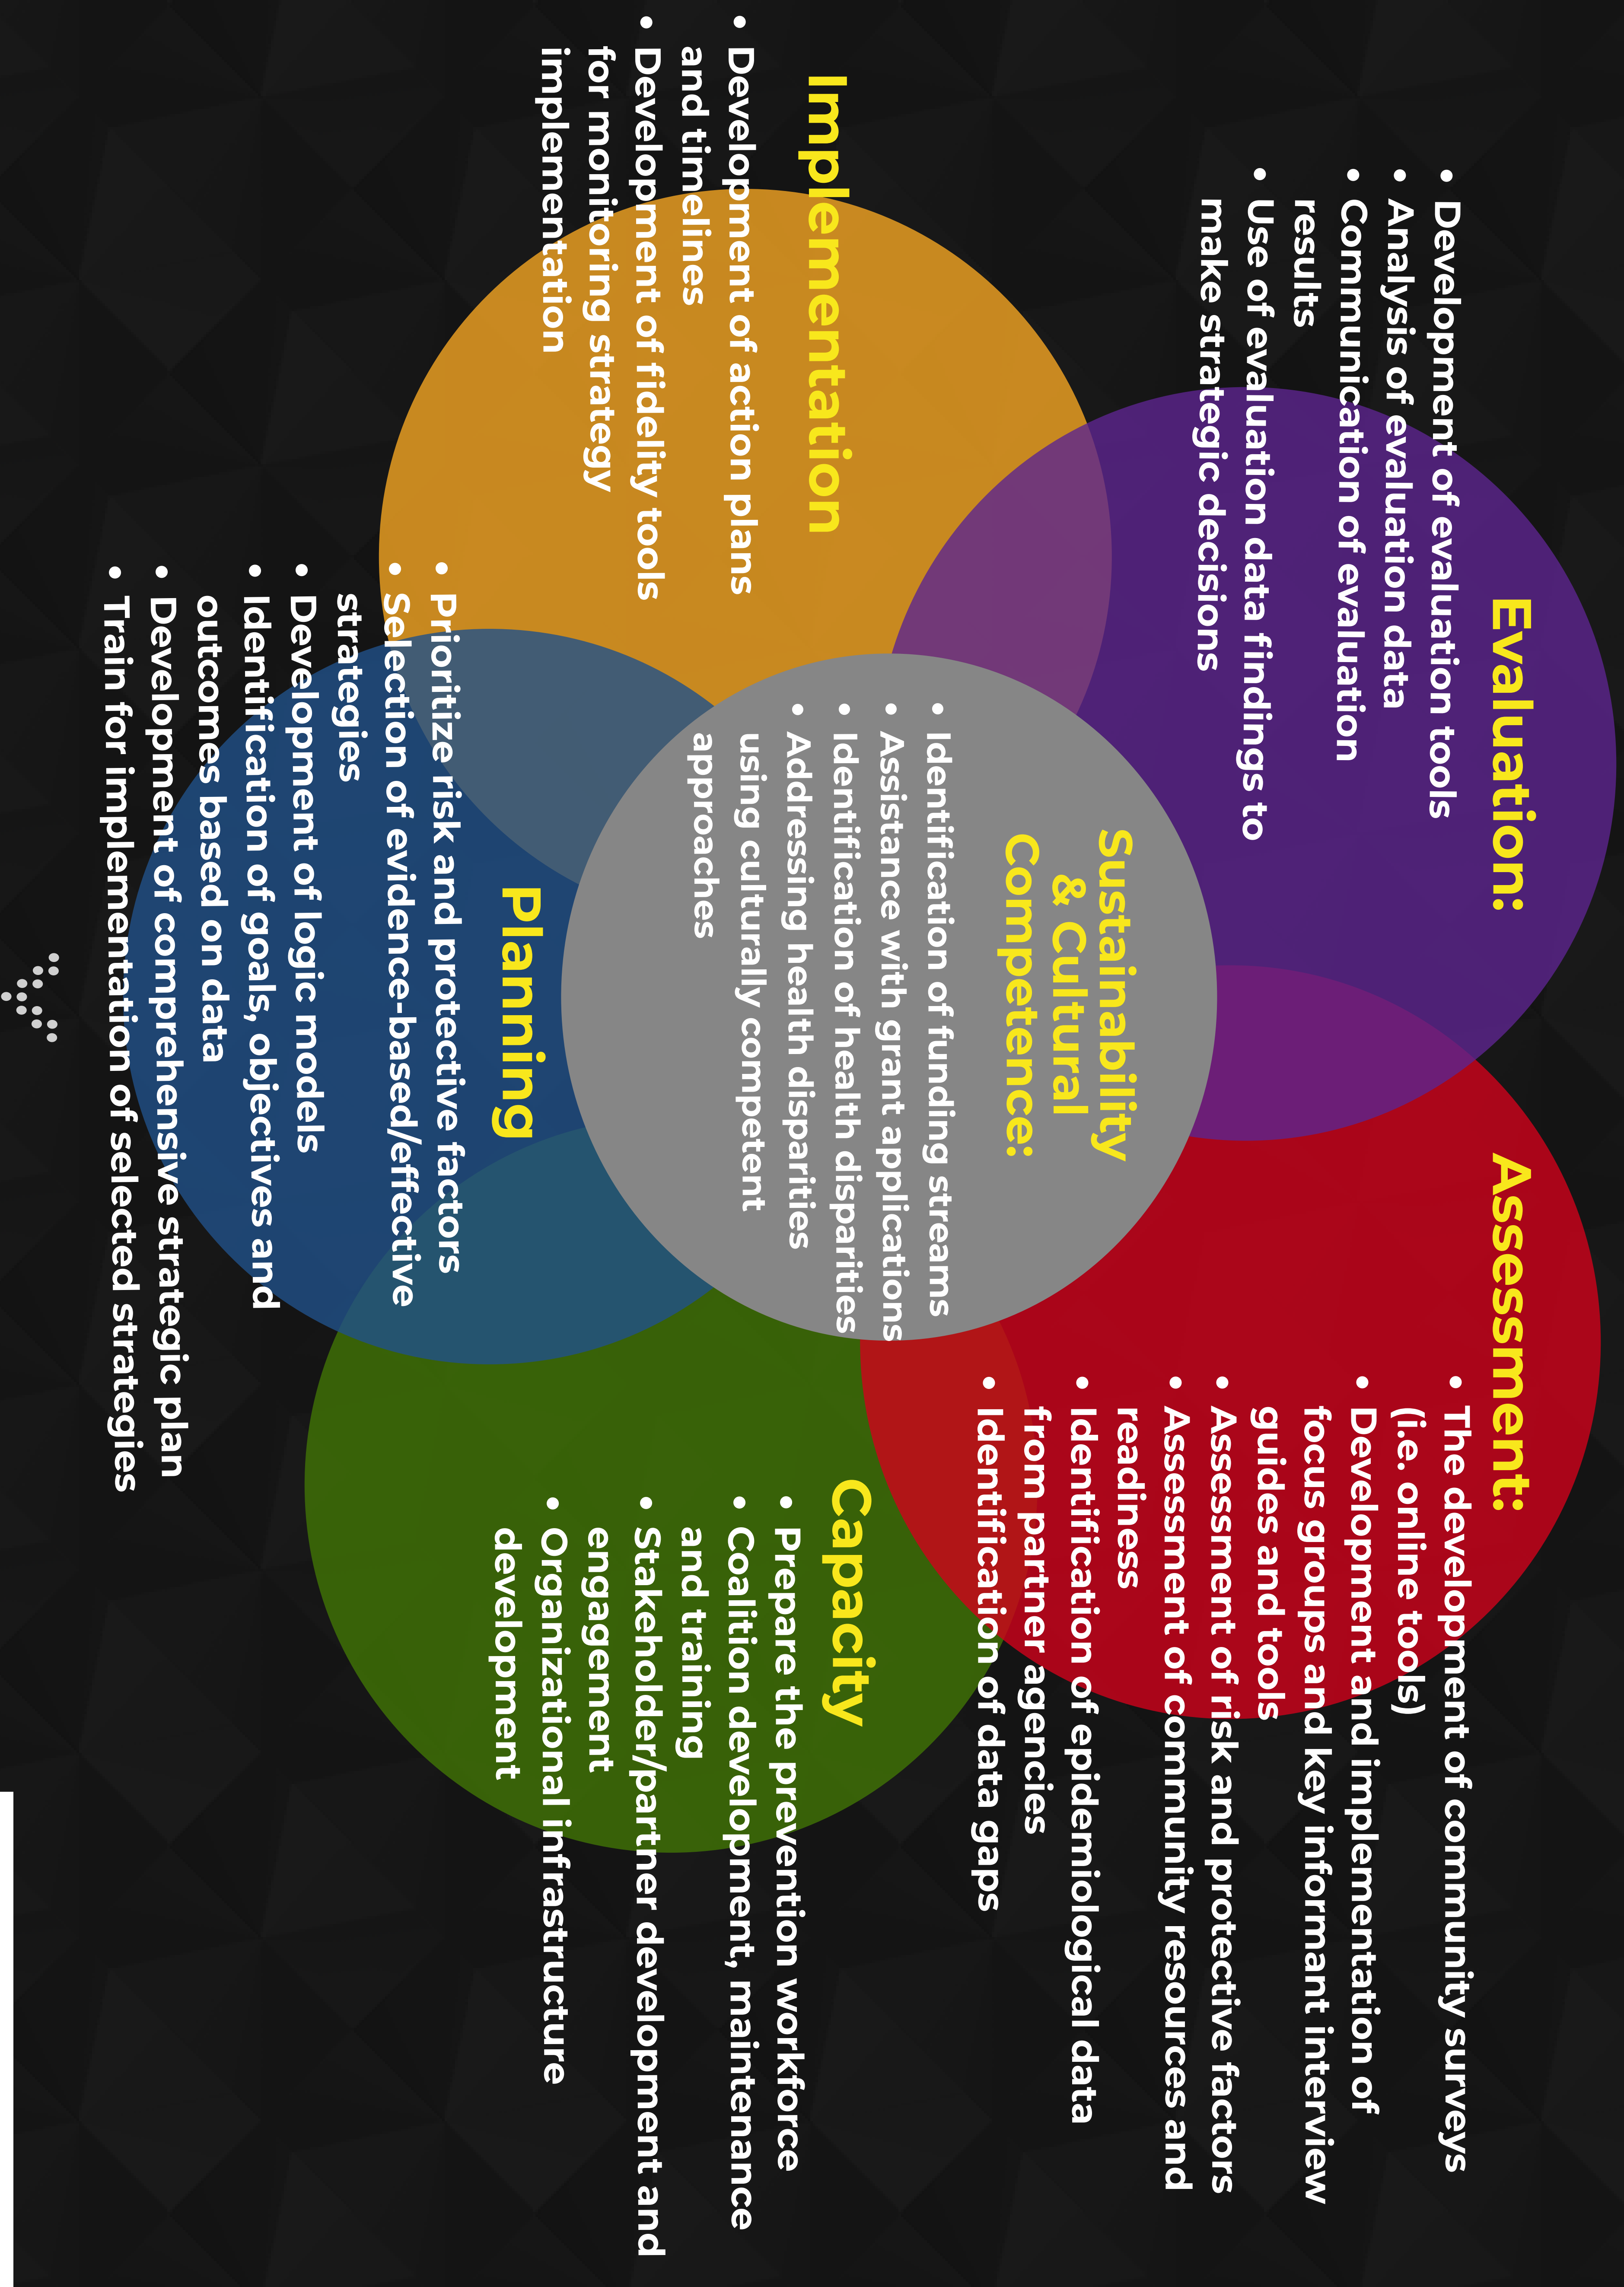 Evaluation:
• Development of evaluation tools
• Analysis of evaluation data
• Communication of evaluation
results
• Use of evaluation data findings to
make strategic decisions
Assessment:
• The development of community surveys
(i.e. online tools)
• Development and implementation of
focus groups and key informant interview
guides and tools
• Assessment of risk and protective factors
• Assessment of community resources and
readiness
• Identification of epidemiological data
from partner agencies
• Identification of data gaps
Sustainability
& Cultural
Competence:
• Identification of funding streams
• Assistance with grant applications
• Identification of health disparities
• Addressing health disparities
using culturally competent
approaches
Implementation
• Development of action plans
and timelines
• Development of fidelity tools
for monitoring strategy
implementation
Capacity
• Prepare the prevention workforce
• Coalition development, maintenance
and training
• Stakeholder/partner development and
engagement
• Organizational infrastructure
development
Planning
• Prioritize risk and protective factors
• Selection of evidence-based/effective
strategies
• Development of logic models
• Identification of goals, objectives and
outcomes based on data
• Development of comprehensive strategic plan
• Train for implementation of selected strategies